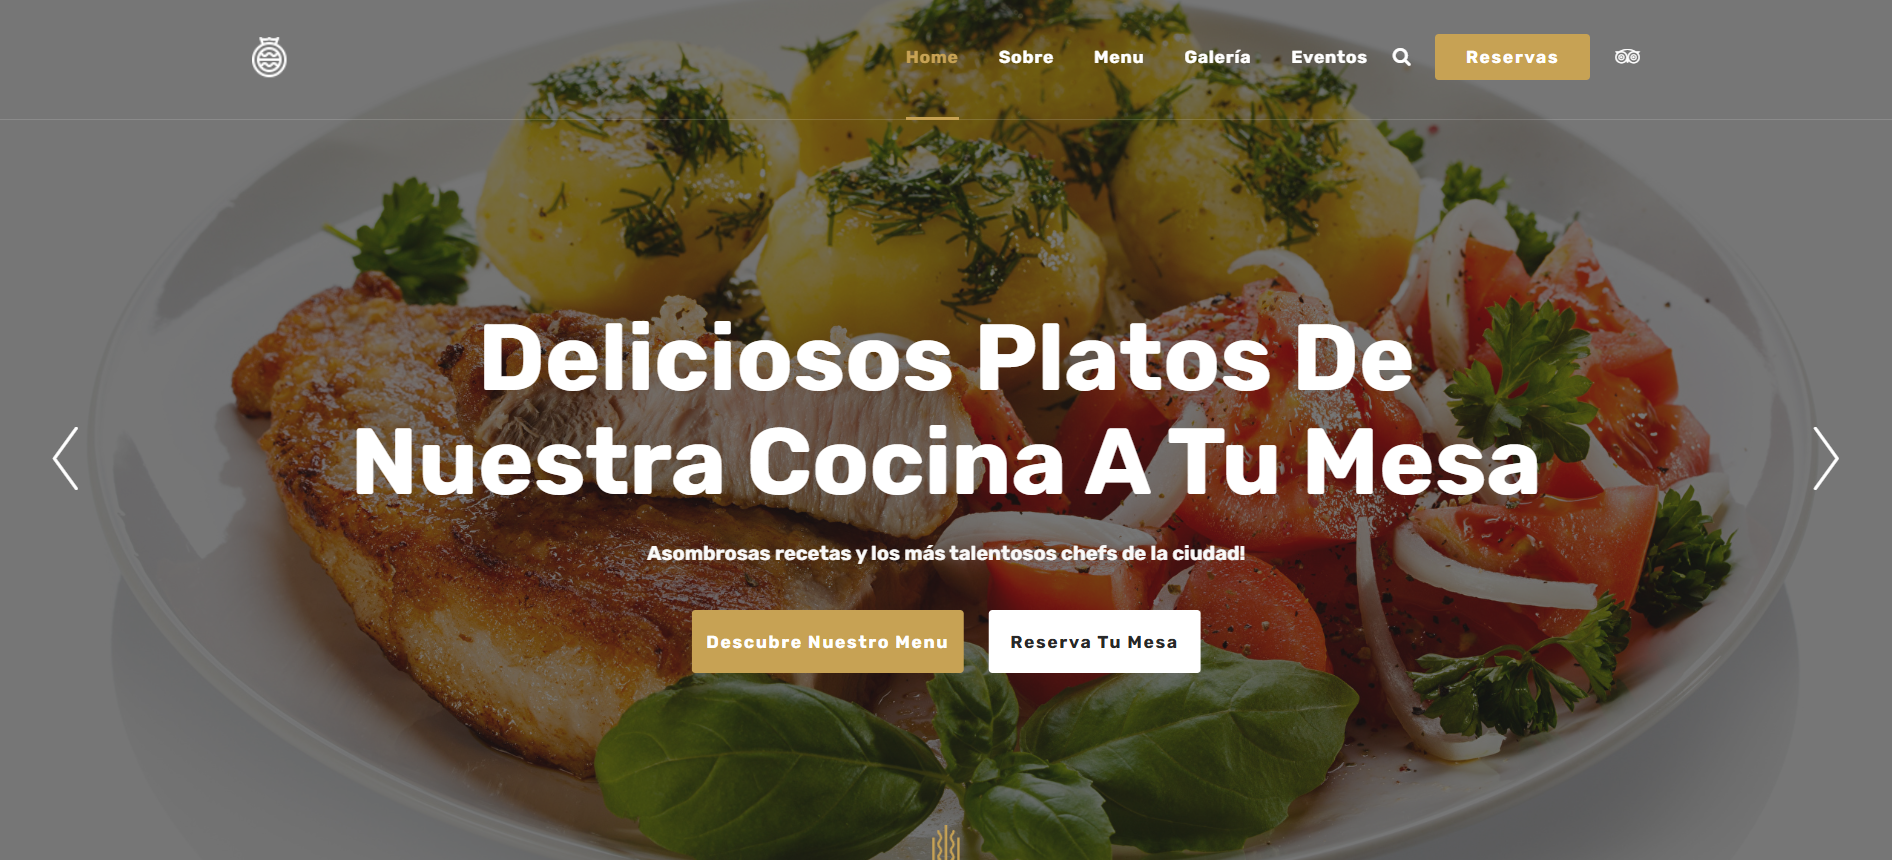 Home Sobre Menu Galería Eventos Reservas
Deliciosos Platos De
Nuestra Cocina A Tu Mesa
Asombrosas recetas y los más talentosos chefs de la ciudad!
Descubre Nuestro Menu Reserva Tu Mesa